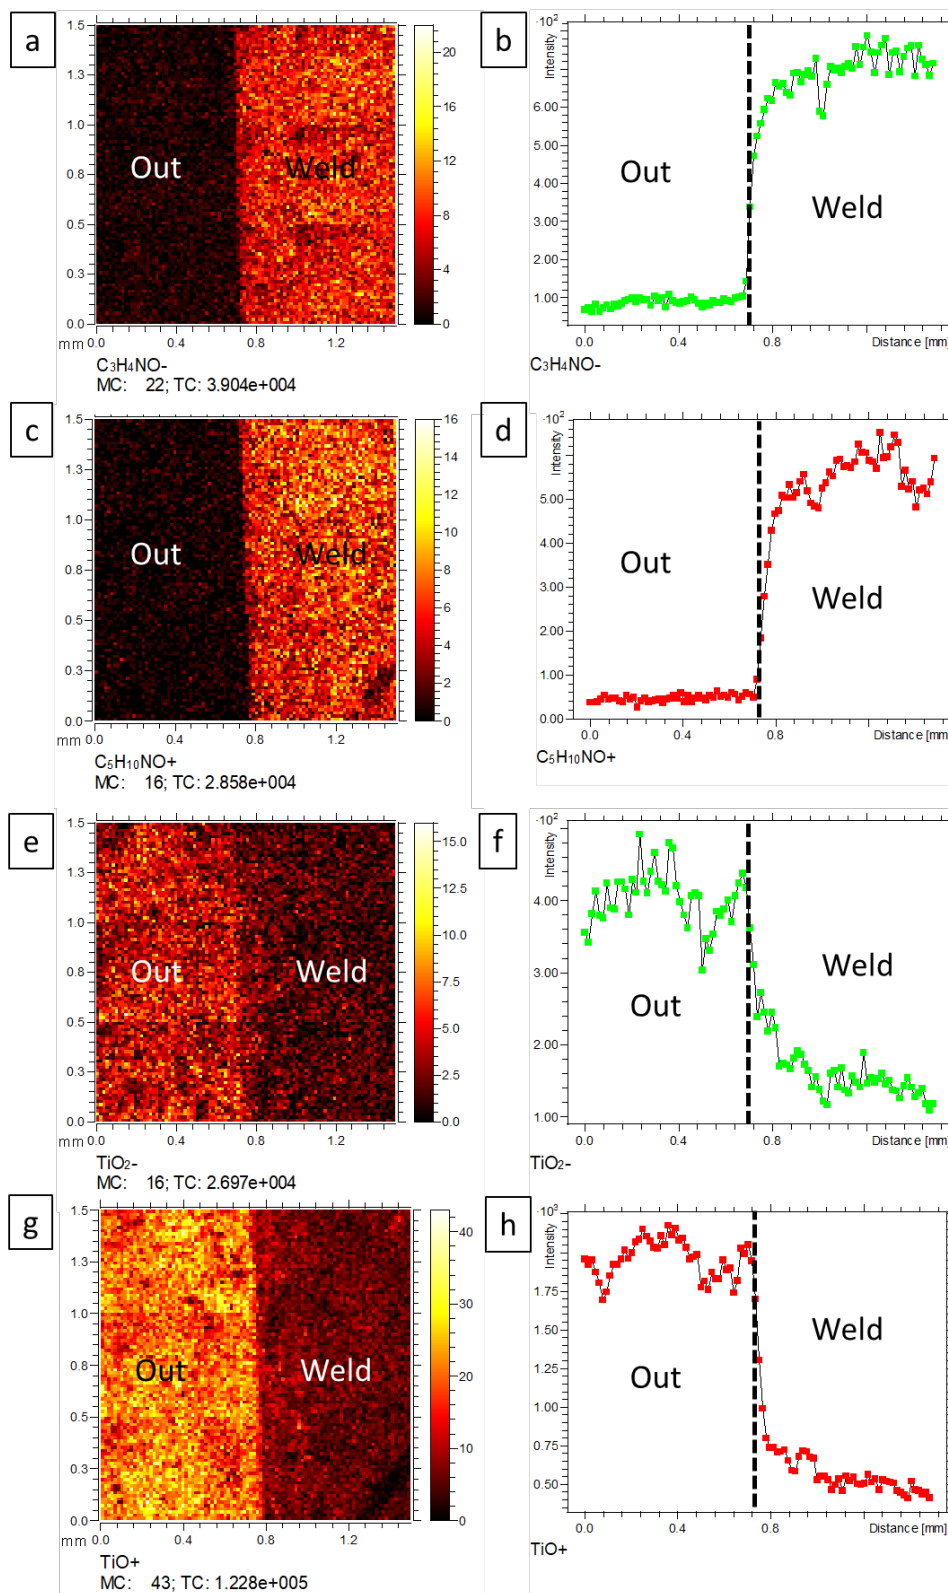 a
1.5
1.3
1.0
0.8
0.5
0.3
0.0
mm
0.4
0.8
1.2
Out
Weld
20
16
12
8
4
0
C₃H₄NO-
MC: 22; TC: 3.904e+004
b
·10²
Intensity
6.00
5.00
4.00
3.00
2.00
1.00
Out
Weld
0.0
0.4
0.8
Distance [mm]
C₃H₄NO-
c
1.5
1.3
1.0
0.8
0.5
0.3
0.0
mm
0.0
0.4
0.8
1.2
Out
Weld
16
14
12
10
8
6
4
2
0
C₅H₁₀NO+
MC: 16; TC: 2.858e+004
d
·10²
Intensity
5.00
4.00
3.00
2.00
1.00
0.00
Out
Weld
0.0
0.4
0.8
Distance [mm]
C₅H₁₀NO+
e
1.5
1.3
1.0
0.8
0.5
0.3
0.0
mm
0.0
0.4
0.8
1.2
Out
Weld
15.0
12.5
10.0
7.5
5.0
2.5
0.0
TiO₂-
MC: 16; TC: 2.697e+004
f
·10²
Intensity
4.00
3.00
2.00
1.00
Out
Weld
0.0
0.4
0.8
Distance [mm]
TiO₂-
g
1.5
1.3
1.0
0.8
0.5
0.3
0.0
mm
0.0
0.4
0.8
1.2
Out
Weld
40
30
20
10
0
TiO+
MC: 43; TC: 1.228e+005
h
·10³
Intensity
1.75
1.50
1.25
1.00
0.75
0.50
Out
Weld
0.0
0.4
0.8
Distance [mm]
TiO+